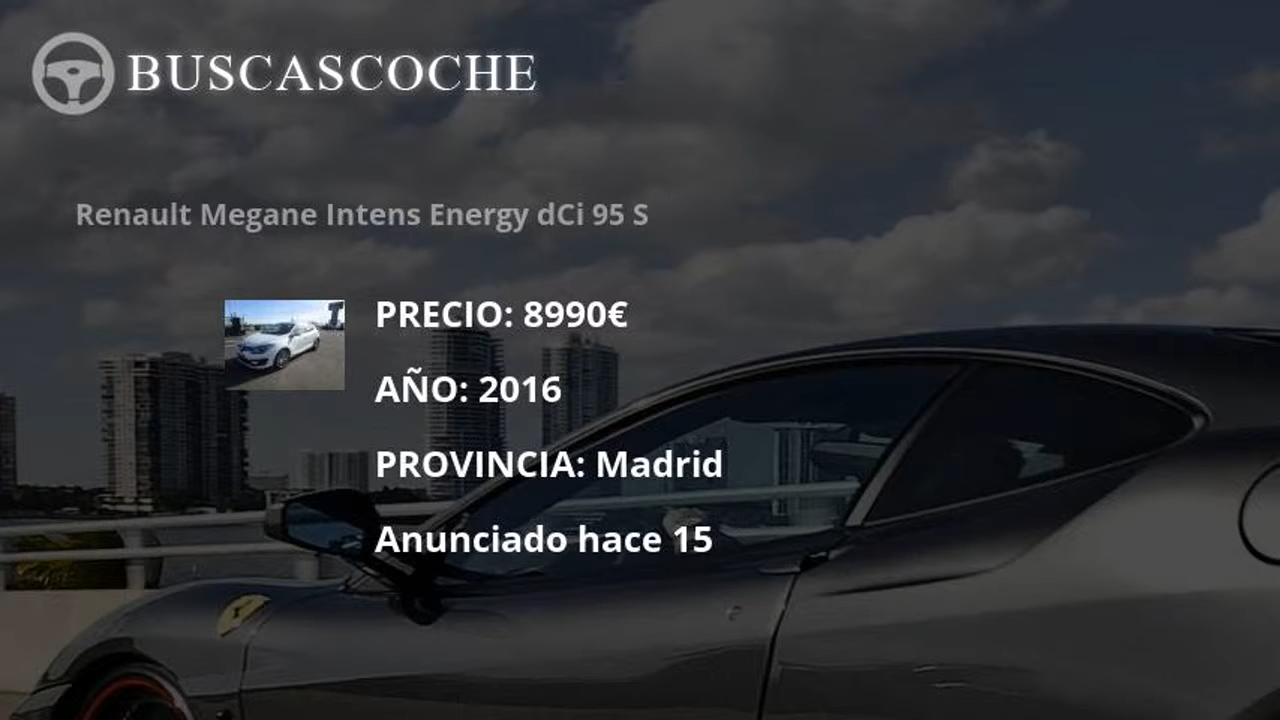 BUSCASCOCHE
Renault Megane Intens Energy dCi 95 S
PRECIO: 8990€
AÑO: 2016
PROVINCIA: Madrid
Anunciado hace 15